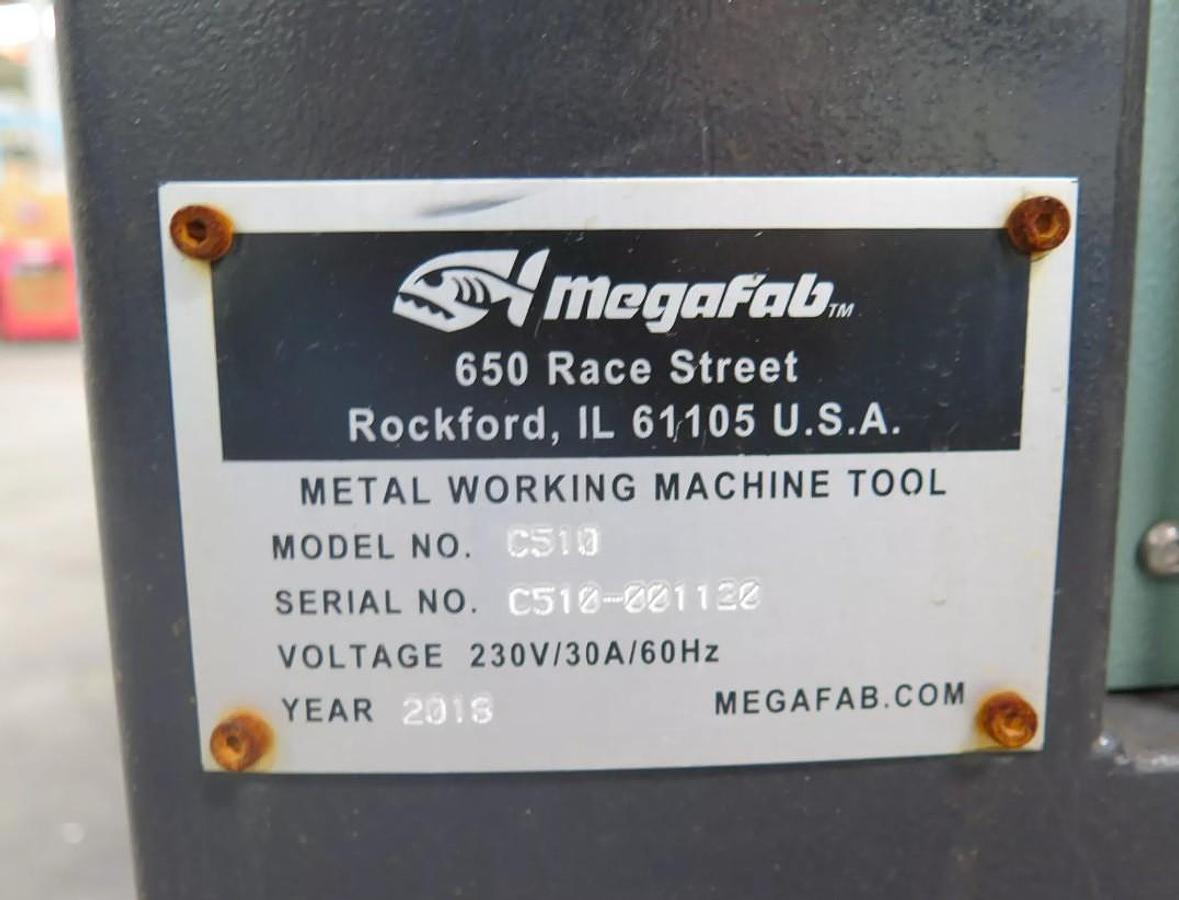 MegaFab™
650 Race Street
Rockford, IL 61105 U.S.A.
METAL WORKING MACHINE TOOL
MODEL NO. C510
SERIAL NO. C510-001120
VOLTAGE 230V/30A/60Hz
YEAR 2018
MEGAFAB.COM